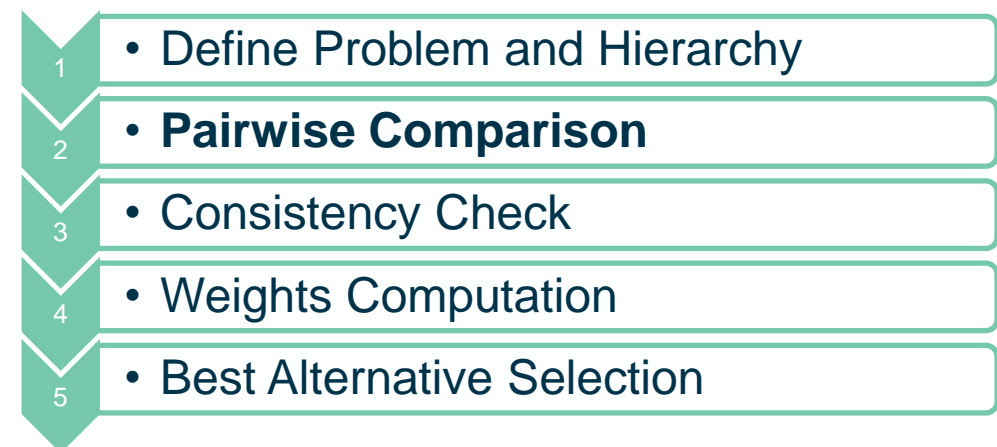 1 • Define Problem and Hierarchy
2 • Pairwise Comparison
3 • Consistency Check
4 • Weights Computation
5 • Best Alternative Selection